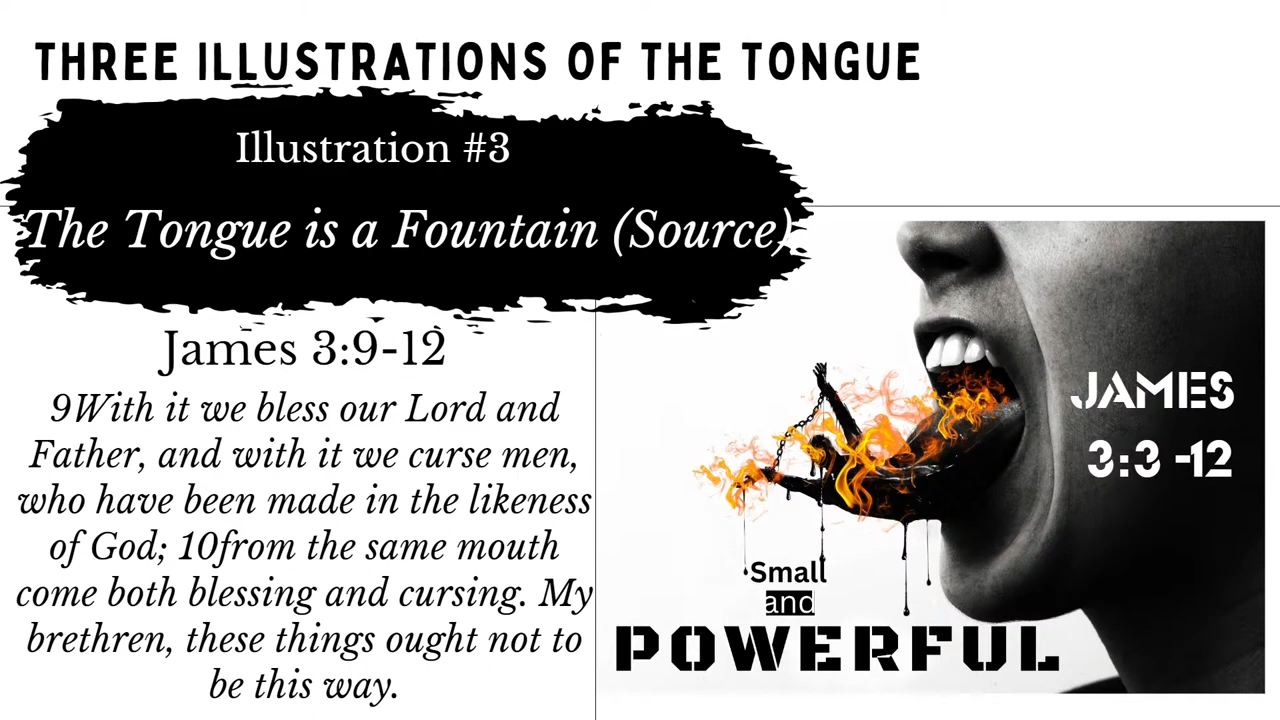 THREE ILLUSTRATIONS OF THE TONGUE
Illustration #3
The Tongue is a Fountain (Source)
James 3:9-12
9With it we bless our Lord and
Father, and with it we curse men,
who have been made in the likeness
of God; 10from the same mouth
come both blessing and cursing. My
brethren, these things ought not to
be this way.
JAMES
3:3 -12
Small
and
POWERFUL